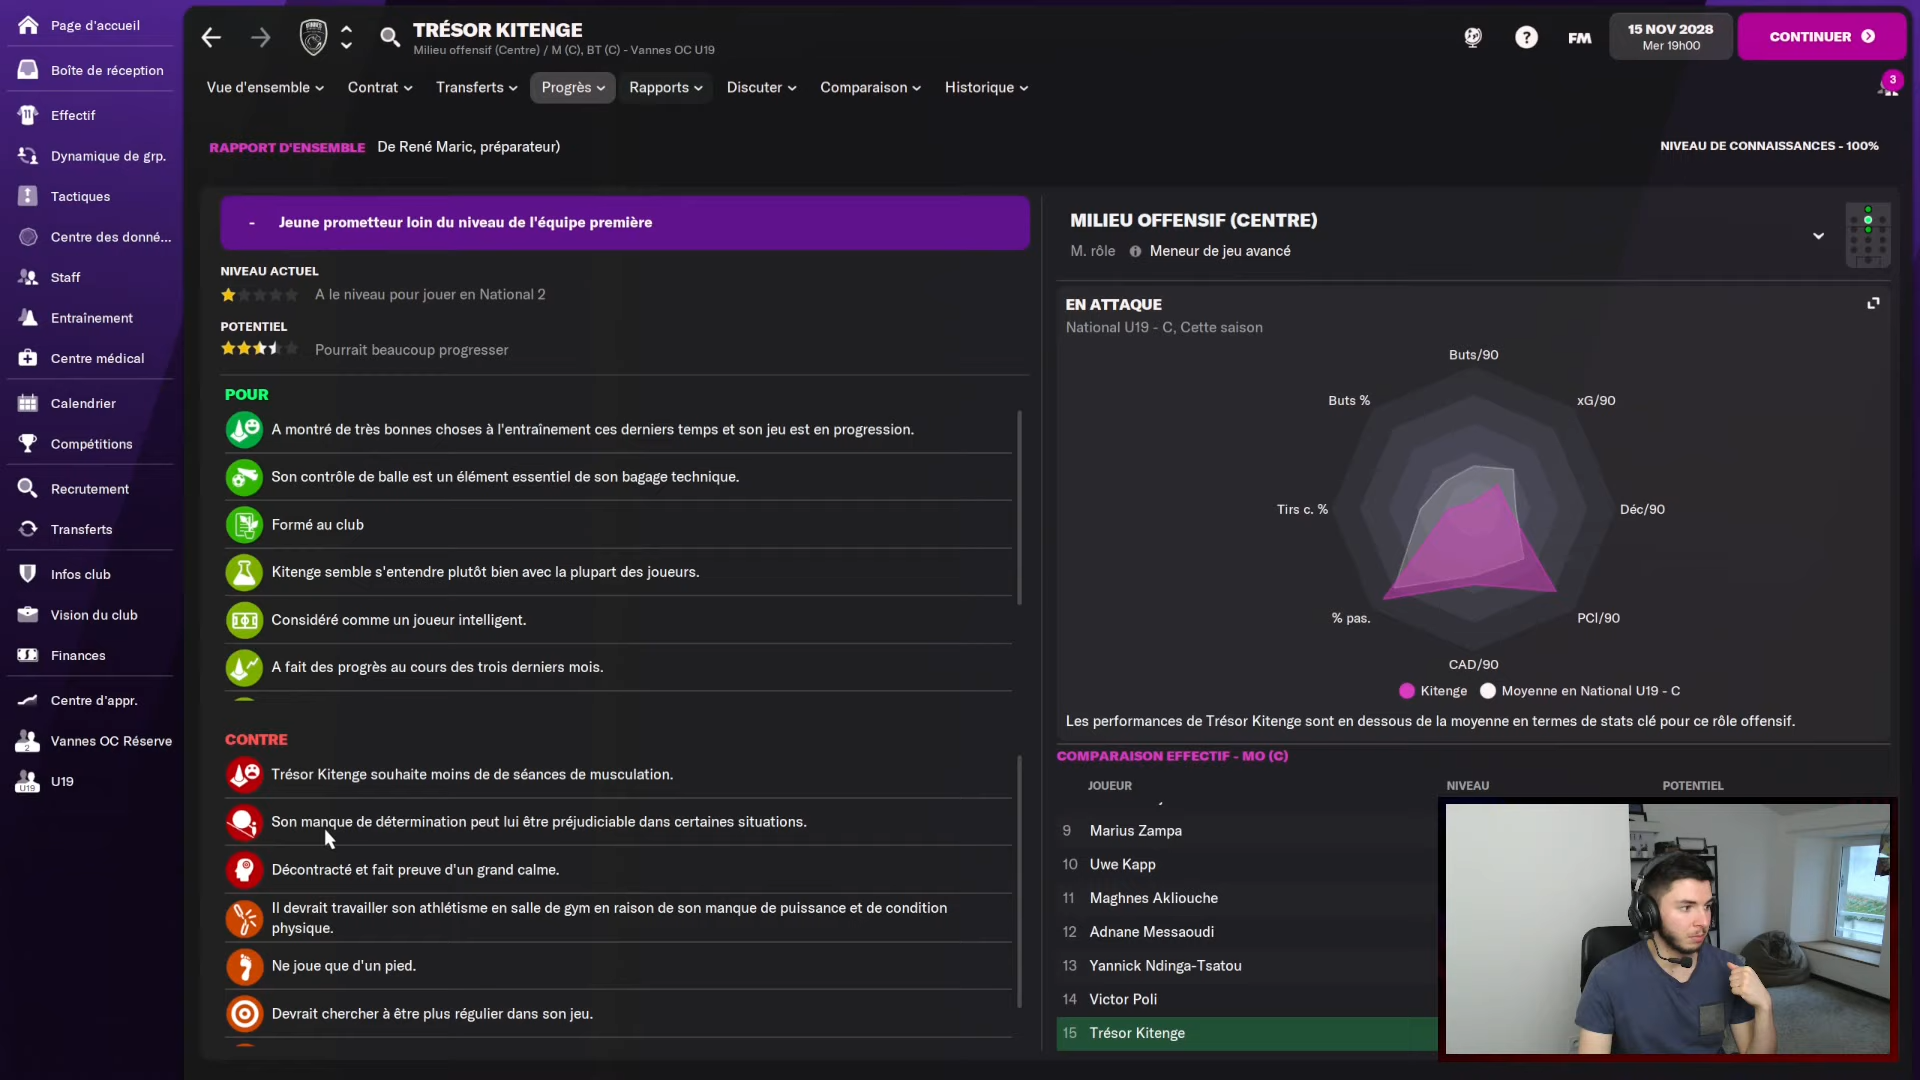 Page d'accueil
Boîte de réception
Effectif
Dynamique de grp.
Tactiques
Centre des donné...
Staff
Entraînement
Centre médical
Calendrier
Compétitions
Recrutement
Transferts
Infos club
Vision du club
Finances
Centre d'appr.
Vannes OC Réserve
U19
TRÉSOR KITENGE
Milieu offensif (Centre) / M (C), BT (C) - Vannes OC U19
FM
15 NOV 2028
Mer 19h00
CONTINUER
3
Vue d'ensemble
Contrat
Transferts
Progrès
Rapports
Discuter
Comparaison
Historique
RAPPORT D'ENSEMBLE De René Maric, préparateur)
NIVEAU DE CONNAISSANCES - 100%
- Jeune prometteur loin du niveau de l'équipe première
NIVEAU ACTUEL
A le niveau pour jouer en National 2
POTENTIEL
Pourrait beaucoup progresser
POUR
A montré de très bonnes choses à l'entraînement ces derniers temps et son jeu est en progression.
Son contrôle de balle est un élément essentiel de son bagage technique.
Formé au club
Kitenge semble s'entendre plutôt bien avec la plupart des joueurs.
Considéré comme un joueur intelligent.
A fait des progrès au cours des trois derniers mois.
CONTRE
Trésor Kitenge souhaite moins de de séances de musculation.
Son manque de détermination peut lui être préjudiciable dans certaines situations.
Décontracté et fait preuve d'un grand calme.
Il devrait travailler son athlétisme en salle de gym en raison de son manque de puissance et de condition
physique.
Ne joue que d'un pied.
Devrait chercher à être plus régulier dans son jeu.
MILIEU OFFENSIF (CENTRE)
M. rôle Meneur de jeu avancé
EN ATTAQUE
National U19 - C, Cette saison
Buts/90
Buts %
xG/90
Tirs c. %
Déc/90
% pas.
PCl/90
CAD/90
Kitenge
Moyenne en National U19 - C
Les performances de Trésor Kitenge sont en dessous de la moyenne en termes de stats clé pour ce rôle offensif.
COMPARAISON EFFECTIF - MO (C)
JOUEUR NIVEAU POTENTIEL
9 Marius Zampa
10 Uwe Kapp
11 Maghnes Akliouche
12 Adnane Messaoudi
13 Yannick Ndinga-Tsatou
14 Victor Poli
15 Trésor Kitenge